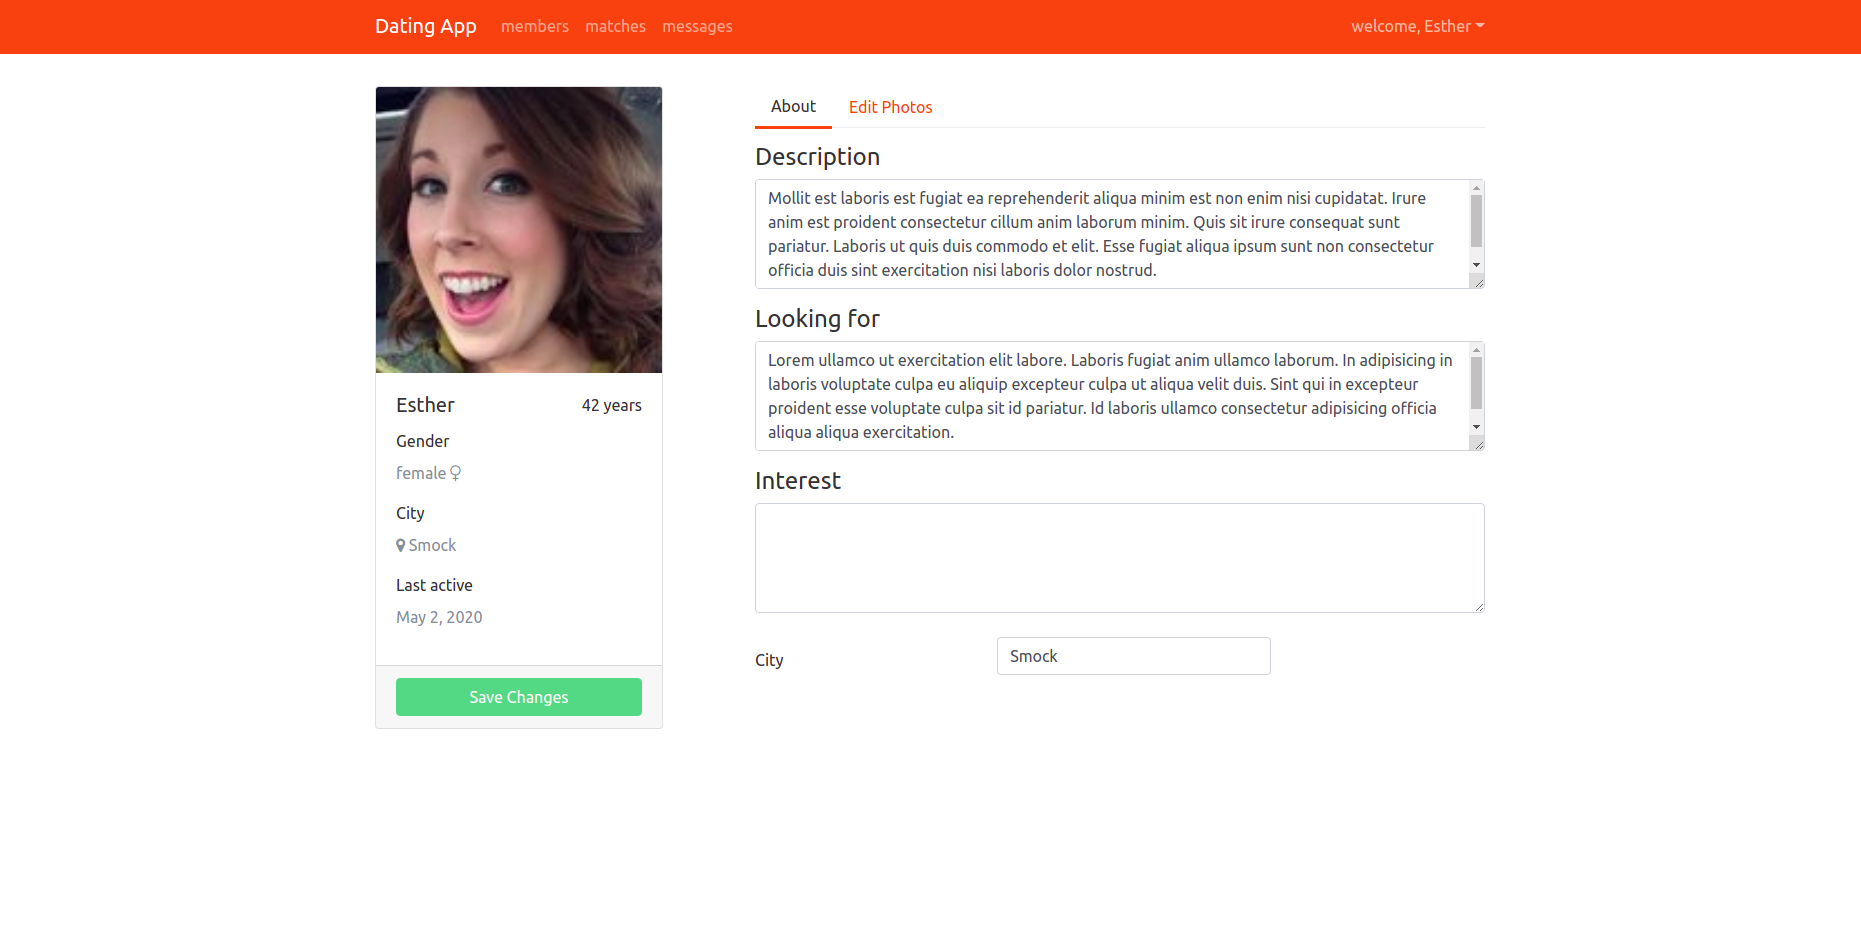 Dating App members matches messages welcome, Esther
About Edit Photos
Description
Mollit est laboris est fugiat ea reprehenderit aliqua minim est non enim nisi cupidatat. Irure
anim est proident consectetur cillum anim laborum minim. Quis sit irure consequat sunt
pariatur. Laboris ut quis duis commodo et elit. Esse fugiat aliqua ipsum sunt non consectetur
officia duis sint exercitation nisi laboris dolor nostrud.
Looking for
Lorem ullamco ut exercitation elit labore. Laboris fugiat anim ullamco laborum. In adipisicing in
laboris voluptate culpa eu aliquip excepteur culpa ut aliqua velit duis. Sint qui in excepteur
proident esse voluptate culpa sit id pariatur. Id laboris ullamco consectetur adipisicing officia
aliqua aliqua exercitation.
Interest
City Smock
Esther 42 years
Gender
female
City
Smock
Last active
May 2, 2020
Save Changes